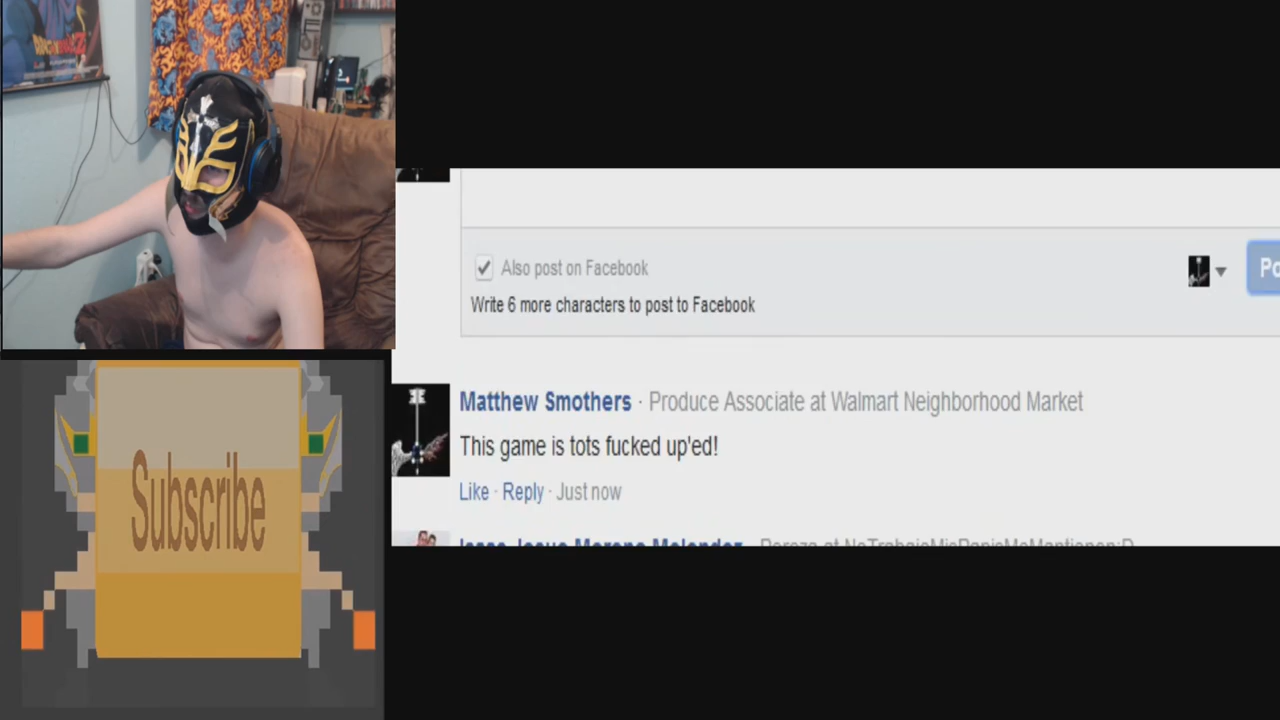 Also post on Facebook
Po
Write 6 more characters to post to Facebook
Matthew Smothers · Produce Associate at Walmart Neighborhood Market
This game is tots fucked up'ed!
Like · Reply · Just now
Subscribe